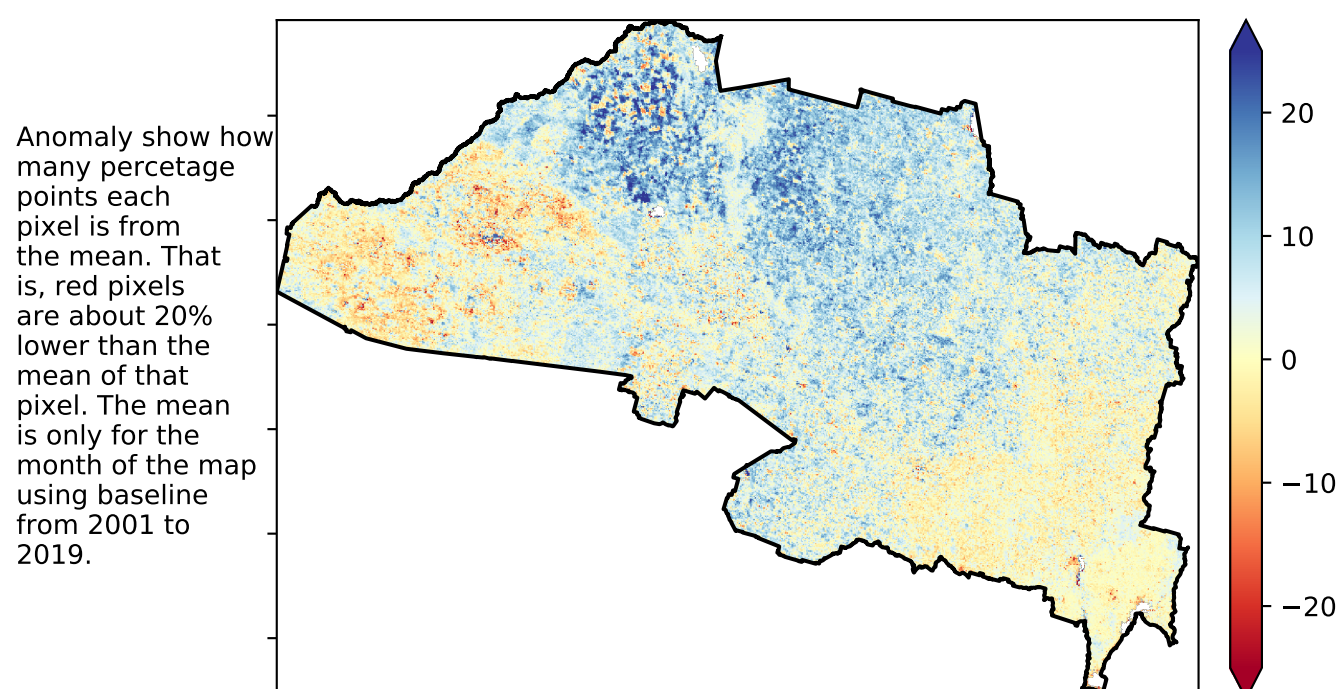 Anomaly show how
many percetage
points each
pixel is from
the mean. That
is, red pixels
are about 20%
lower than the
mean of that
pixel. The mean
is only for the
month of the map
using baseline
from 2001 to
2019.
20
10
0
−10
−20